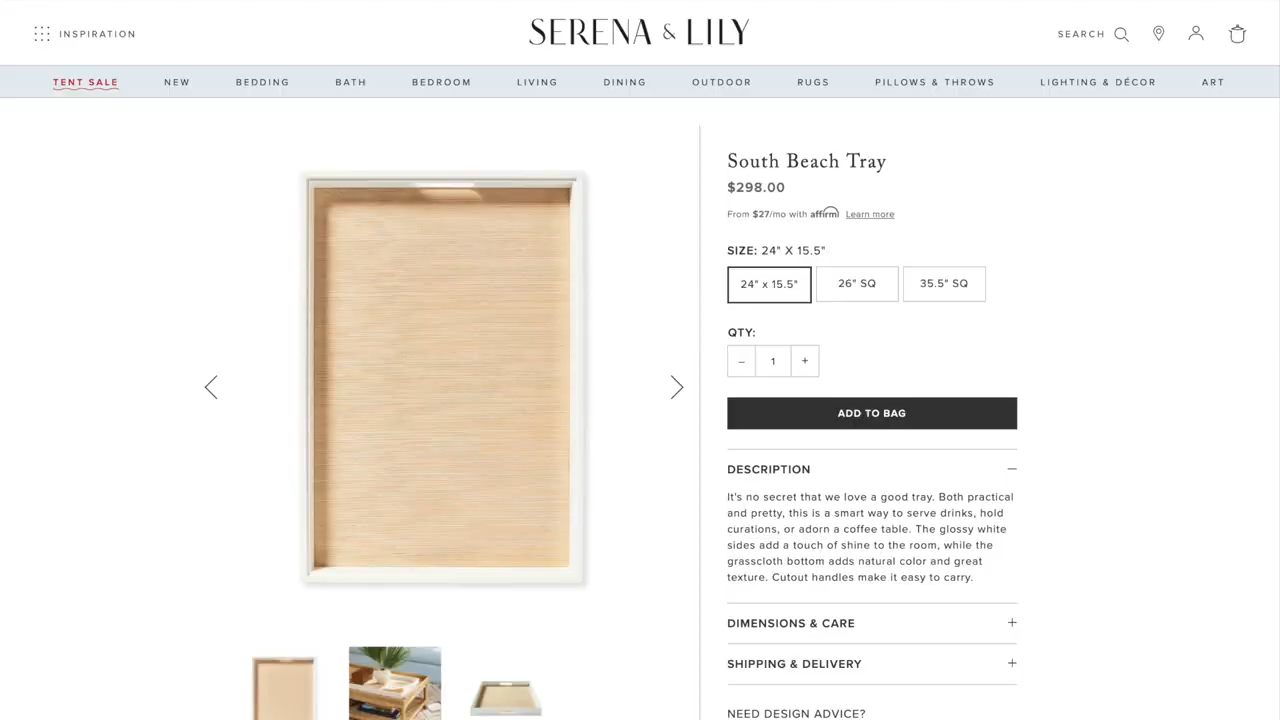 INSPIRATION
SERENA & LILY
SEARCH
TENT SALE NEW BEDDING BATH BEDROOM LIVING DINING OUTDOOR RUGS PILLOWS & THROWS LIGHTING & DÉCOR ART
South Beach Tray
$298.00
From $27/mo with affirm Learn more
SIZE: 24" X 15.5"
24" x 15.5" 26" SQ 35.5" SQ
QTY:
– 1 +
ADD TO BAG
DESCRIPTION –
It's no secret that we love a good tray. Both practical
and pretty, this is a smart way to serve drinks, hold
curations, or adorn a coffee table. The glossy white
sides add a touch of shine to the room, while the
grasscloth bottom adds natural color and great
texture. Cutout handles make it easy to carry.
DIMENSIONS & CARE +
SHIPPING & DELIVERY +
NEED DESIGN ADVICE?